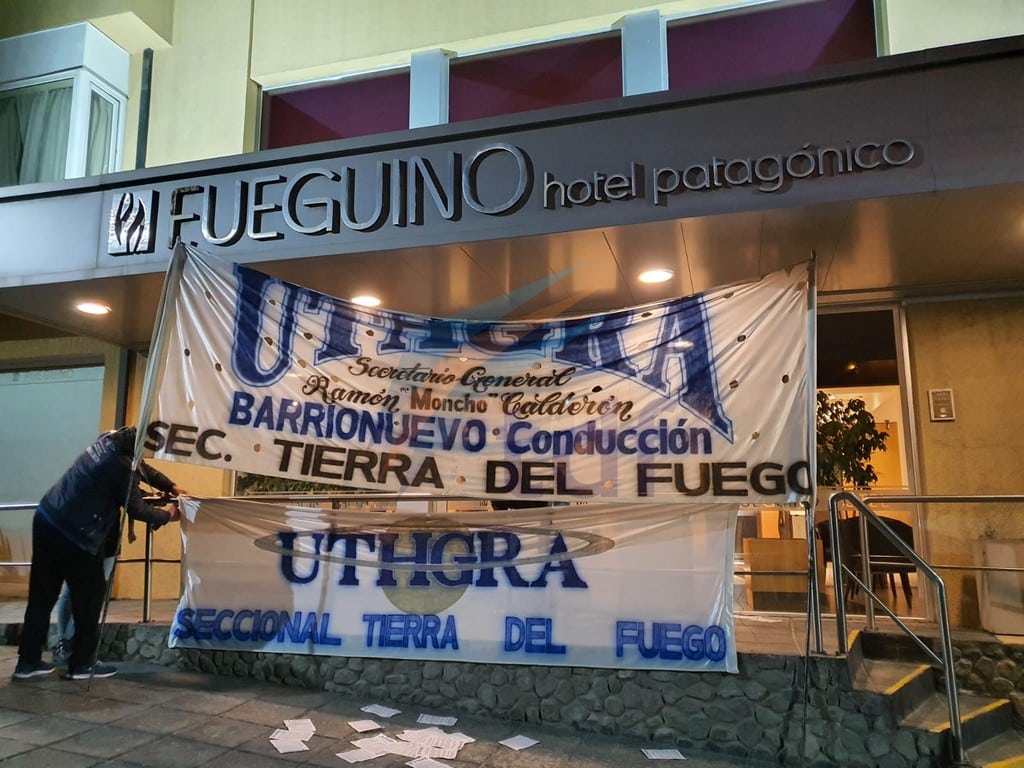 FUEGUINO hotel patagónico
UTHGRA
Secretario General
Ramón "Moncho" Calderón
BARRIONUEVO Conducción
SEC. TIERRA DEL FUEGO
UTHGRA
SECCIONAL TIERRA DEL FUEGO